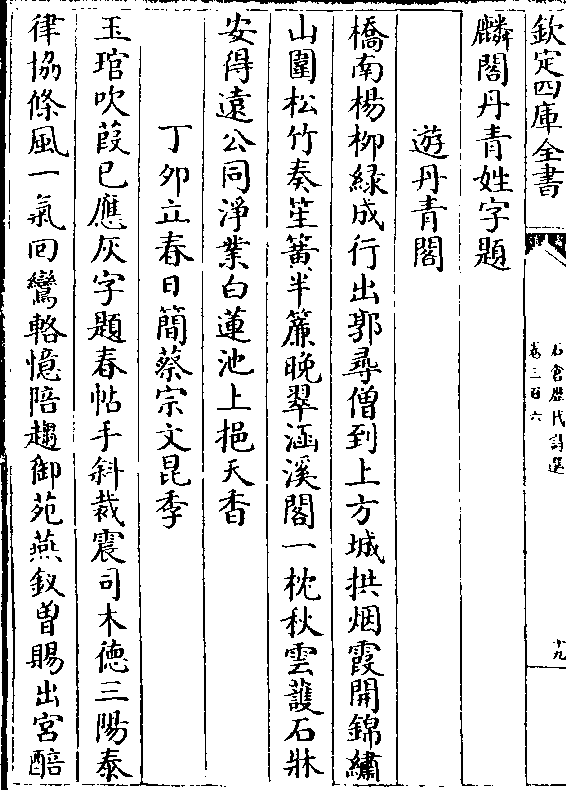 欽定四庫全書
石倉歷代詩選
卷三百六
十九
麟閣丹青姓字題
遊丹青閣
橋南楊栁緑成行出郭尋僧到上方城拱烟霞開錦繡
山圍松竹奏笙簧半簾晚翠涵溪閣一枕秋雲䕶石牀
安得遠公同淨業白蓮池上挹天香
丁夘立春日簡蔡宗文昆季
玉琯吹葭已應灰字題春帖手斜裁震司木德三陽泰
律協條風一氣回鸞輅憶陪趨御苑燕釵曽賜出宮醅